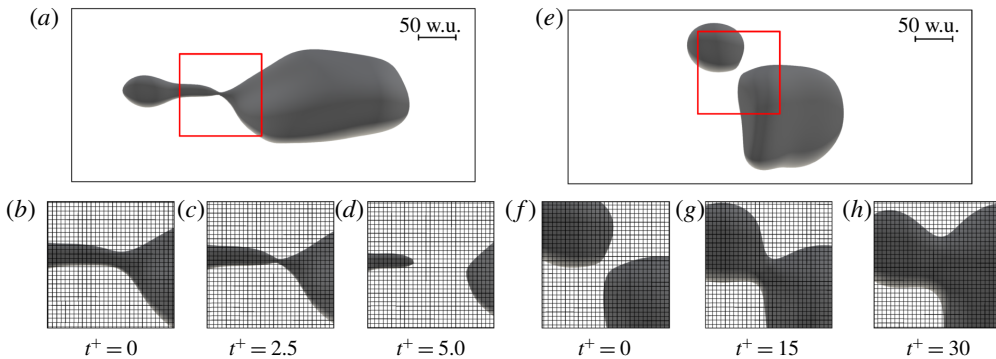 (a)
50 w.u.
(e)
50 w.u.
(b)
(c)
(d)
(f)
(g)
(h)
t⁺ = 0
t⁺ = 2.5
t⁺ = 5.0
t⁺ = 0
t⁺ = 15
t⁺ = 30